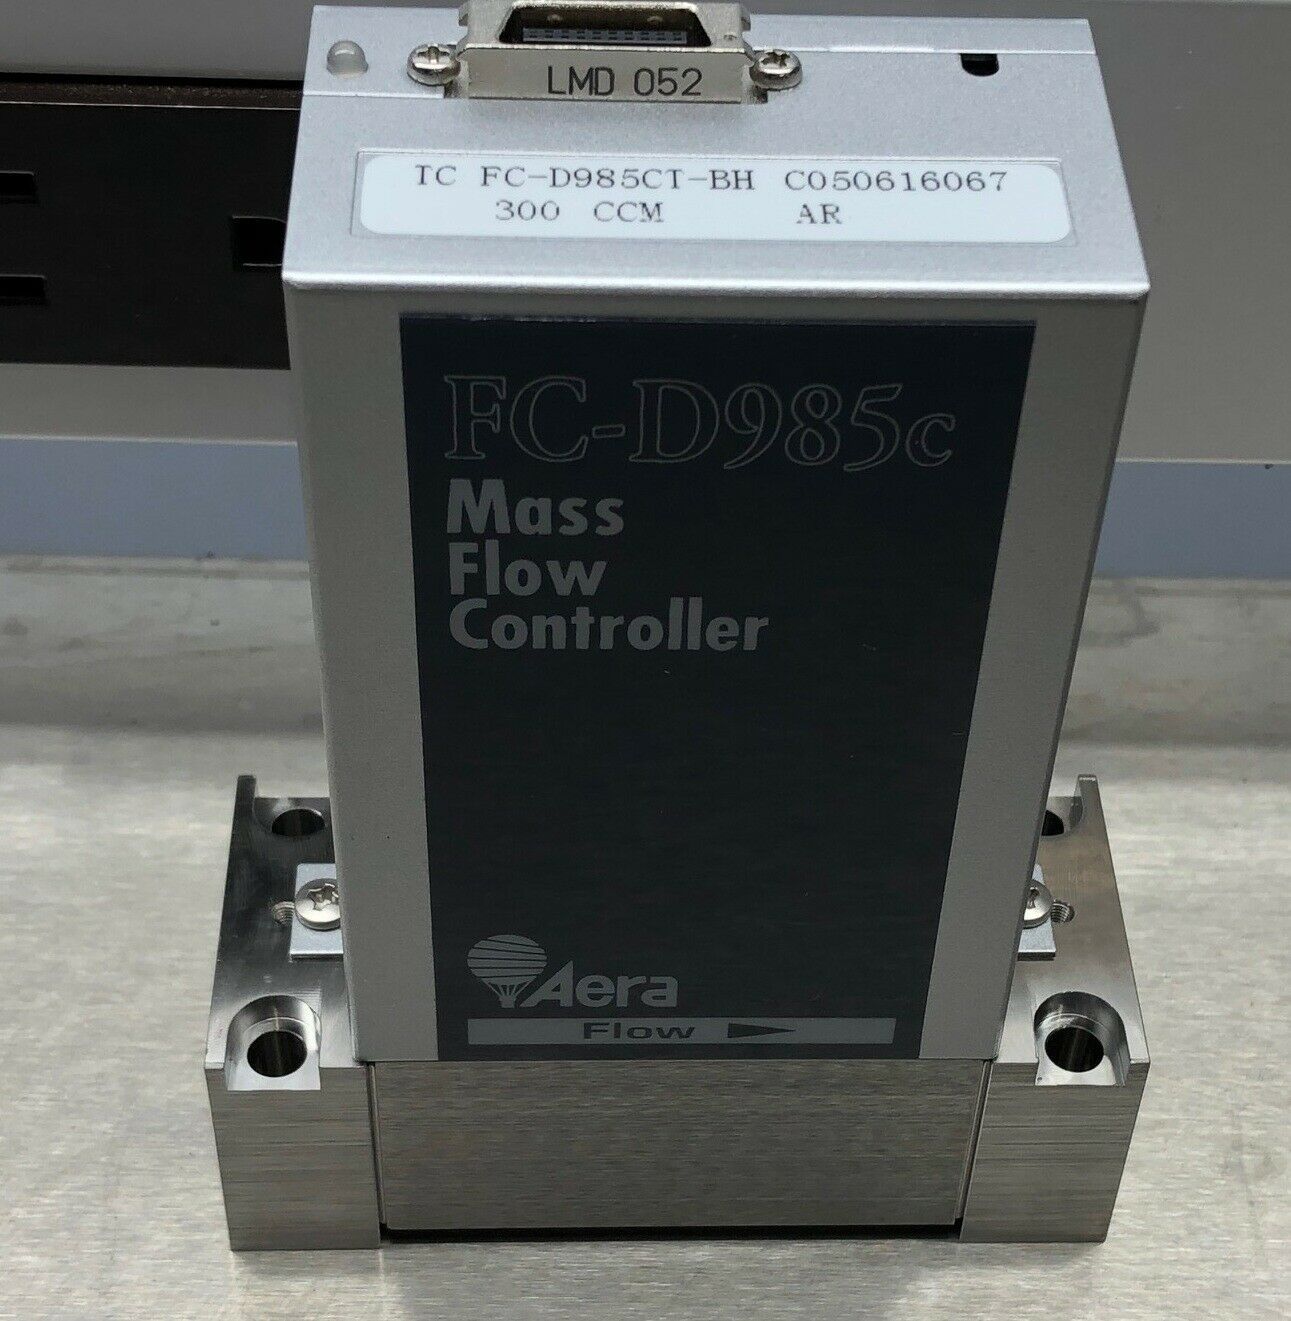 LMD 052
TC FC-D985CT-BH C050616067
300 CCM AR
FC-D985c
Mass
Flow
Controller
Aera
Flow